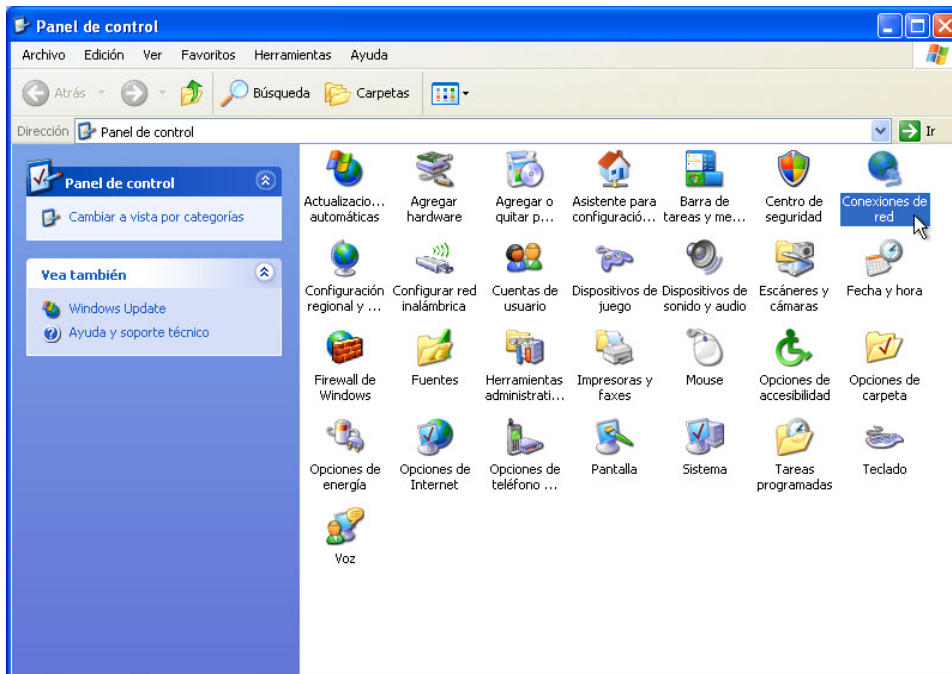 Panel de control
Archivo Edición Ver Favoritos Herramientas Ayuda
Atrás Búsqueda Carpetas
Dirección Panel de control Ir
Panel de control
Cambiar a vista por categorías
Vea también
Windows Update
Ayuda y soporte técnico
Actualizacio... Agregar Agregar o Asistente para Barra de Centro de Conexiones de
automáticas hardware quitar p... configuració... tareas y me... seguridad red
Configuración Configurar red Cuentas de Dispositivos de Dispositivos de Escáneres y Fecha y hora
regional y ... inalámbrica usuario juego sonido y audio cámaras
Firewall de Fuentes Herramientas Impresoras y Mouse Opciones de Opciones de
Windows administrati... faxes accesibilidad carpeta
Opciones de Opciones de Opciones de Pantalla Sistema Tareas Teclado
energía Internet teléfono ... programadas
Voz